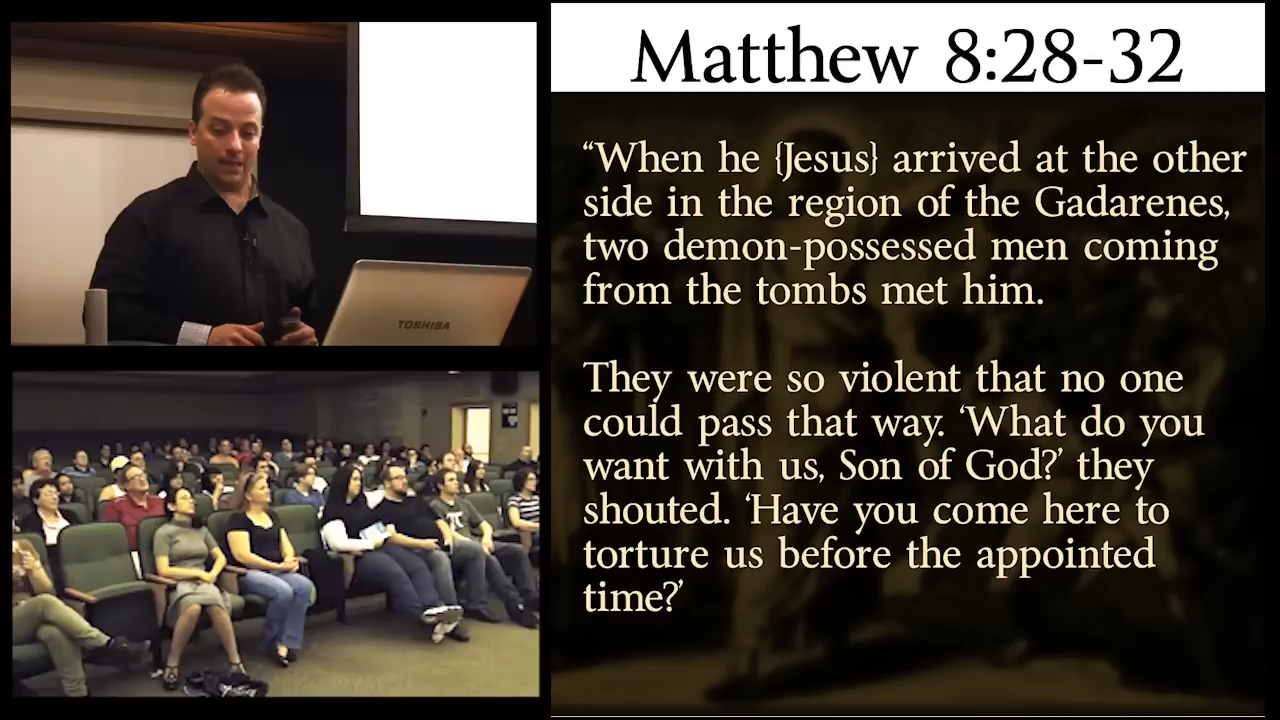 Matthew 8:28-32
“When he {Jesus} arrived at the other
side in the region of the Gadarenes,
two demon-possessed men coming
from the tombs met him.
They were so violent that no one
could pass that way. ‘What do you
want with us, Son of God?’ they
shouted. ‘Have you come here to
torture us before the appointed
time?’
TOSHIBA